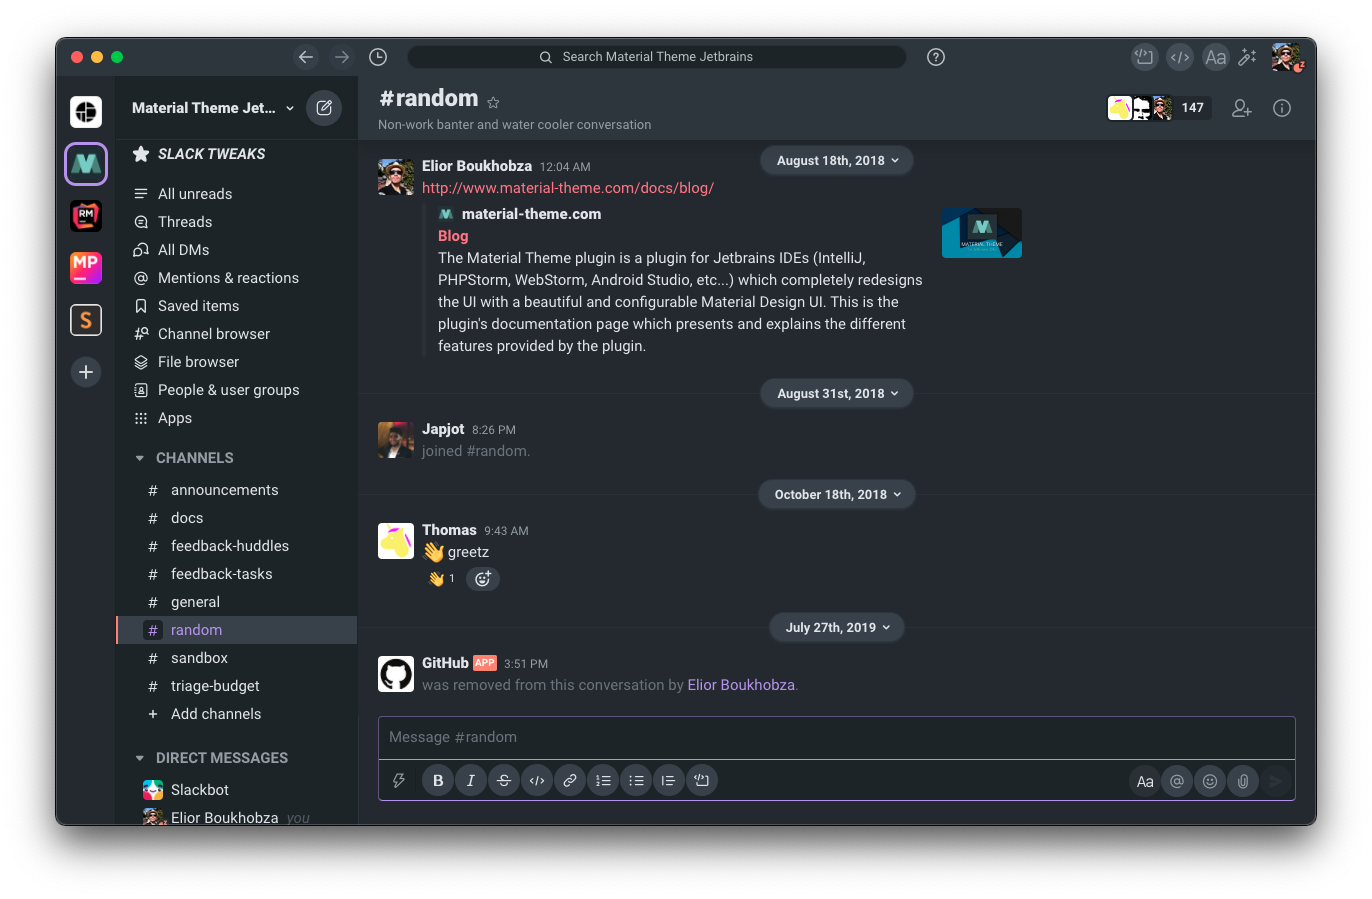 Search Material Theme Jetbrains
Aa
Material Theme Jet...
#random
Non-work banter and water cooler conversation
147
RM
MP
S
SLACK TWEAKS
All unreads
Threads
All DMs
Mentions & reactions
Saved items
Channel browser
File browser
People & user groups
Apps
CHANNELS
# announcements
# docs
# feedback-huddles
# feedback-tasks
# general
# random
# sandbox
# triage-budget
+ Add channels
DIRECT MESSAGES
Slackbot
Elior Boukhobza you
August 18th, 2018
Elior Boukhobza 12:04 AM
http://www.material-theme.com/docs/blog/
material-theme.com
Blog
The Material Theme plugin is a plugin for Jetbrains IDEs (IntelliJ,
PHPStorm, WebStorm, Android Studio, etc...) which completely redesigns
the UI with a beautiful and configurable Material Design UI. This is the
plugin's documentation page which presents and explains the different
features provided by the plugin.
MATERIAL THEME
August 31st, 2018
Japjot 8:26 PM
joined #random.
October 18th, 2018
Thomas 9:43 AM
👋 greetz
👋 1
July 27th, 2019
GitHub APP 3:51 PM
was removed from this conversation by Elior Boukhobza.
Message #random
B I S </>
Aa @